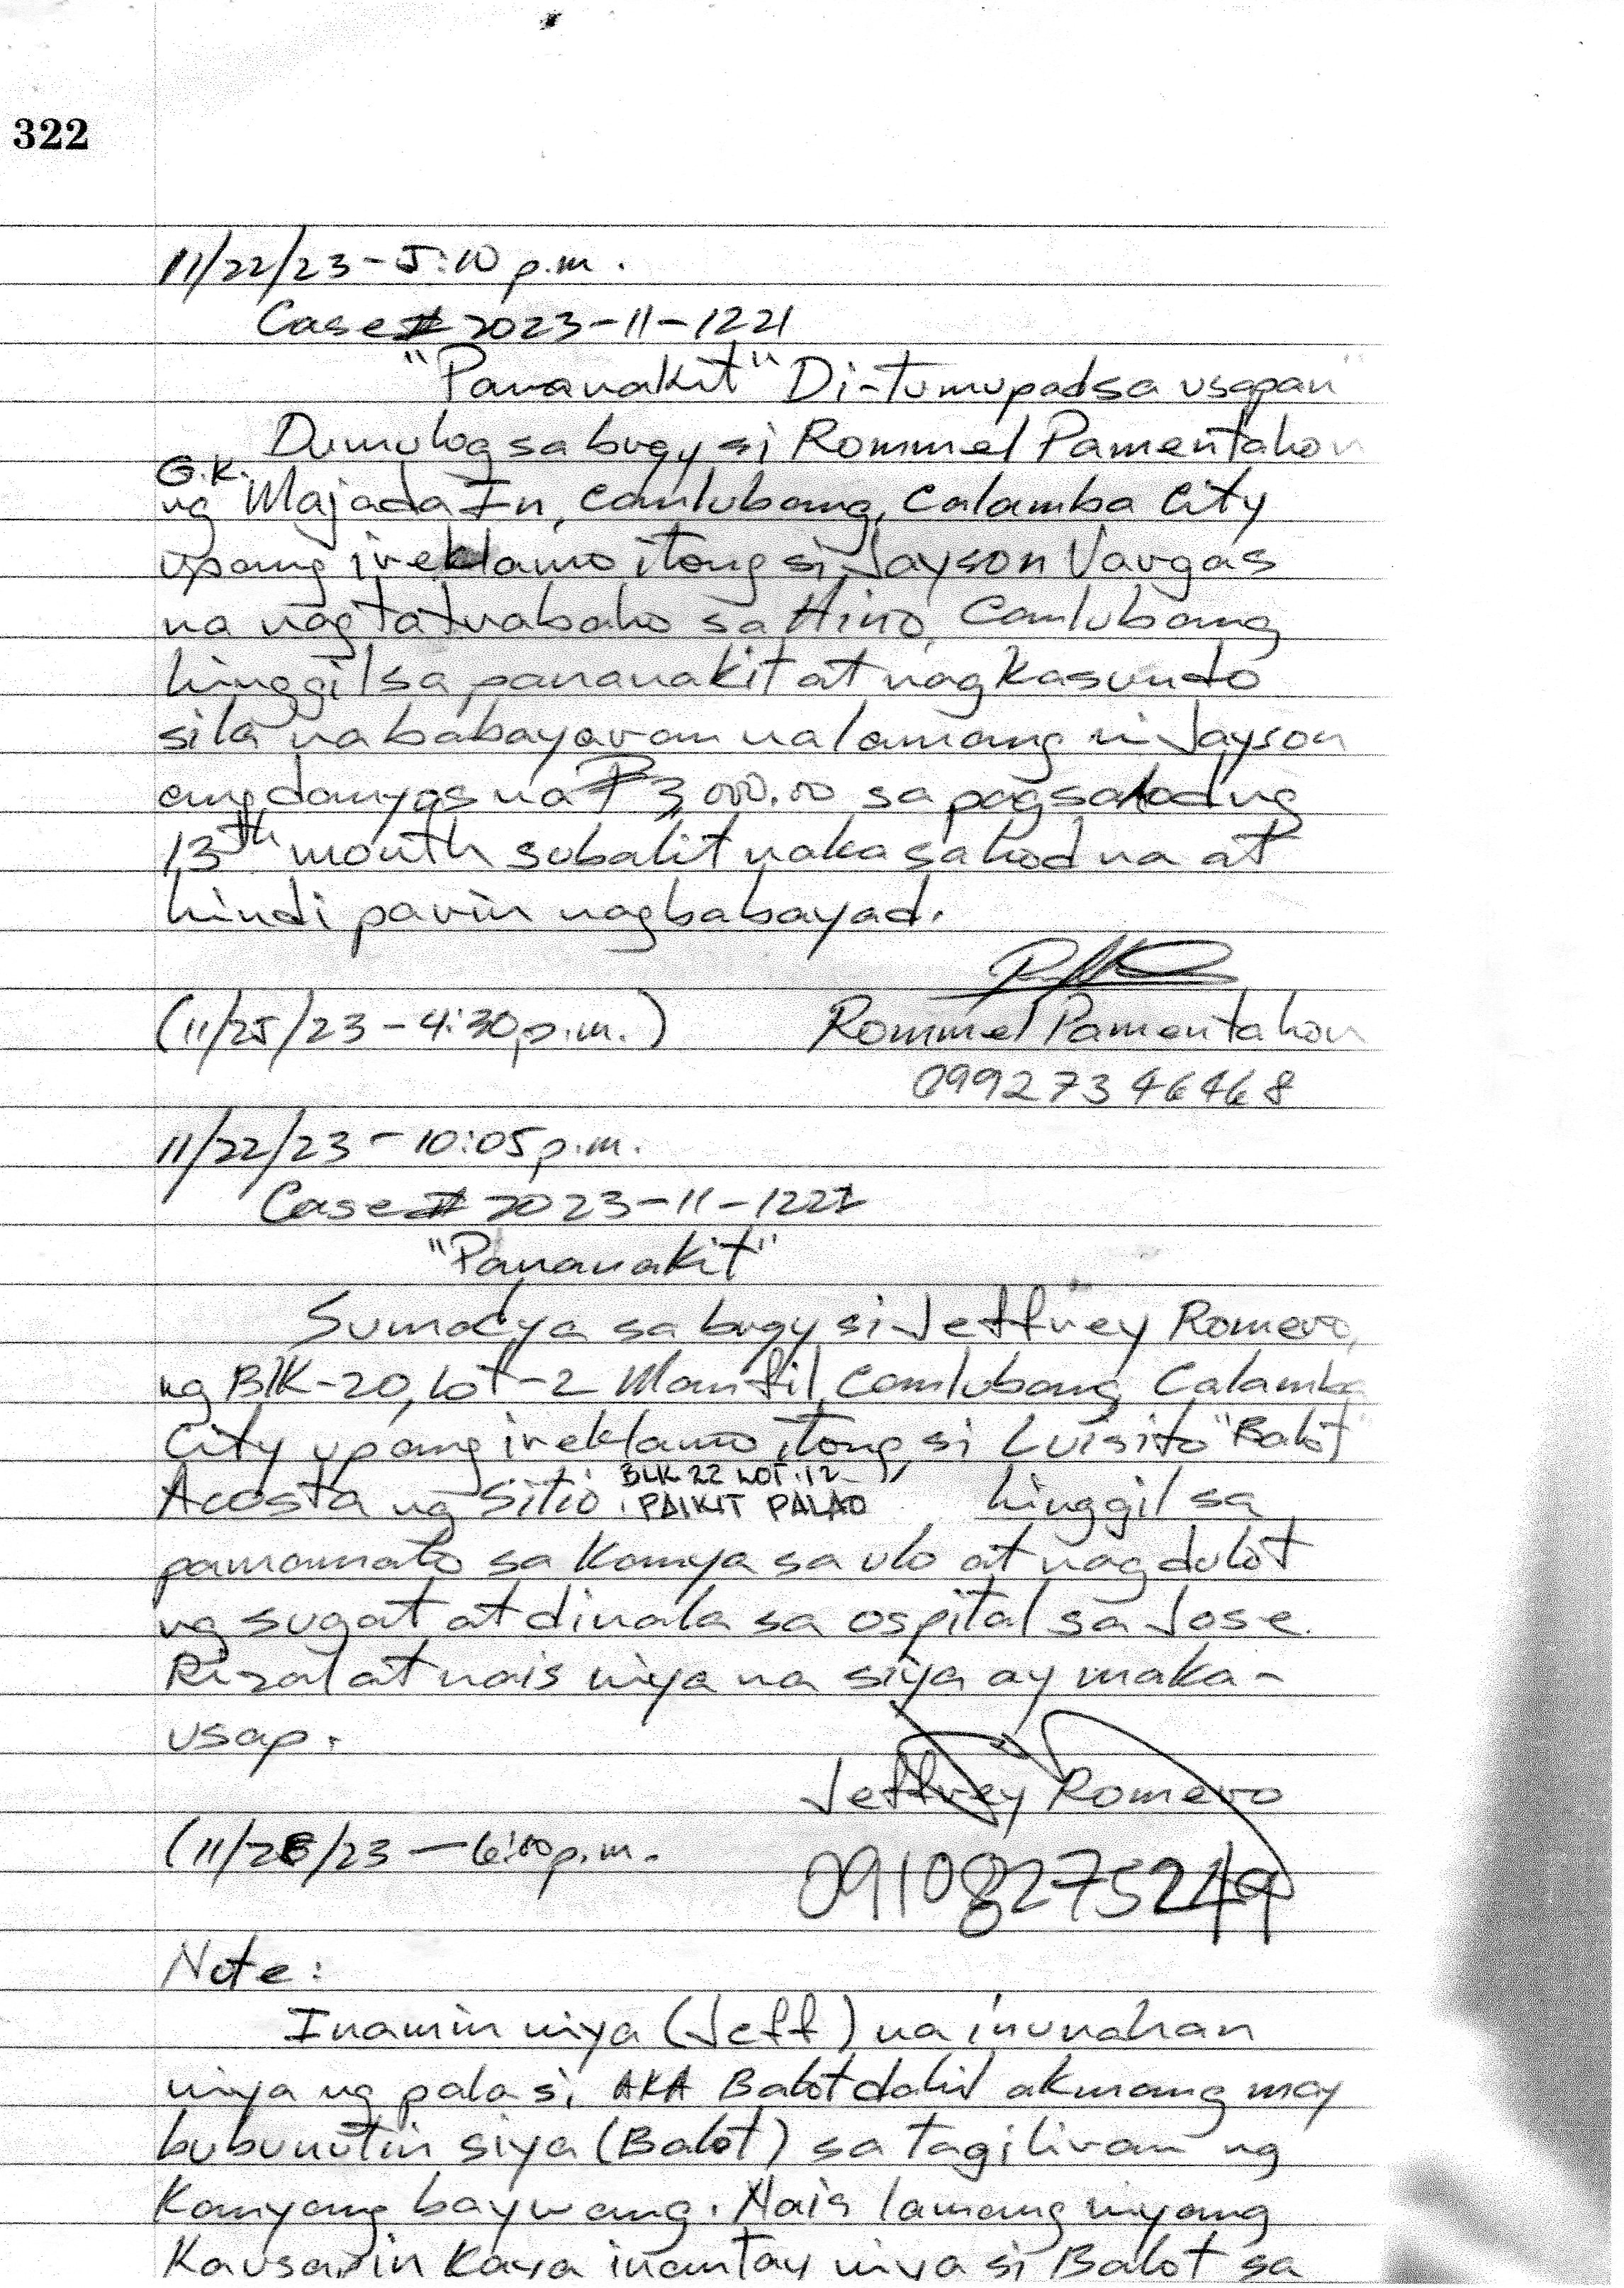 322
11/22/23 - 5:10 p.m.
Case# 2023-11-1221
"Pananakit" Di-tumupad sa usapan"
Dumulog sa brgy si Rommel Pamentahon
G.K.
ng Majada In, Canlubang, Calamba City
upang ireklamo itong si Jayson Vargas
na nagtatrabaho sa Hino, Canlubang
hinggil sa pananakit at nagkasundo
sila na babayaran na lamang ni Jayson
ang danyos na ₱3,000.00 sa pagsahod ng
13th month subalit nakasahod na at
hindi parin nagbabayad.
(11/25/23 - 4:30 p.m.) Rommel Pamentahon
09927346468
11/22/23 - 10:05 p.m.
Case# 2023-11-1222
"Pananakit"
Sumadya sa brgy si Jeffrey Romero,
ng Blk-20, Lot-2 Manfil, Canlubang, Calamba
City upang ireklamo itong si Luisito "Balot"
BLK 22 LOT.12
Acosta ng Sitio PAIKIT PALAO hinggil sa
pamamato sa kanya sa ulo at nagdulot
ng sugat at dinala sa ospital sa Jose
Rizal at nais niya na siya ay maka-
usap.
Jeffrey Romero
(11/28/23 - 6:00 p.m.
09108275249
Note:
Inamin niya (Jeff) na inunahan
niya ng pala si AKA Balot dahil akmang may
bubunutin siya (Balot) sa tagiliran ng
kanyang baywang. Nais lamang niyang
kausapin kaya inantay niya si Balot sa